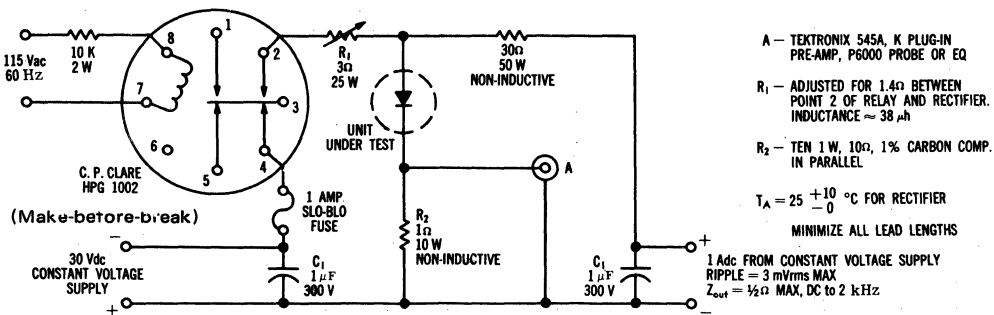 10 K
2 W
115 Vac
60 Hz
8
7
6
5
1
2
3
4
C. P. CLARE
HPG 1002
(Make-before-break)
R1
3Ω
25 W
30Ω
50 W
NON-INDUCTIVE
UNIT
UNDER TEST
A
1 AMP
SLO-BLO
FUSE
R2
1Ω
10 W
NON-INDUCTIVE
−
30 Vdc
CONSTANT VOLTAGE
SUPPLY
+
C1
1 µF
300 V
C1
1 µF
300 V
+
1 Adc FROM CONSTANT VOLTAGE SUPPLY
RIPPLE = 3 mVrms MAX
Zout = ½Ω MAX, DC to 2 kHz
−
A — TEKTRONIX 545A, K PLUG-IN
PRE-AMP, P6000 PROBE OR EQ
R1 — ADJUSTED FOR 1.4Ω BETWEEN
POINT 2 OF RELAY AND RECTIFIER.
INDUCTANCE ≈ 38 µh
R2 — TEN 1 W, 10Ω, 1% CARBON COMP.
IN PARALLEL
TA = 25 +10 −0 °C FOR RECTIFIER
MINIMIZE ALL LEAD LENGTHS